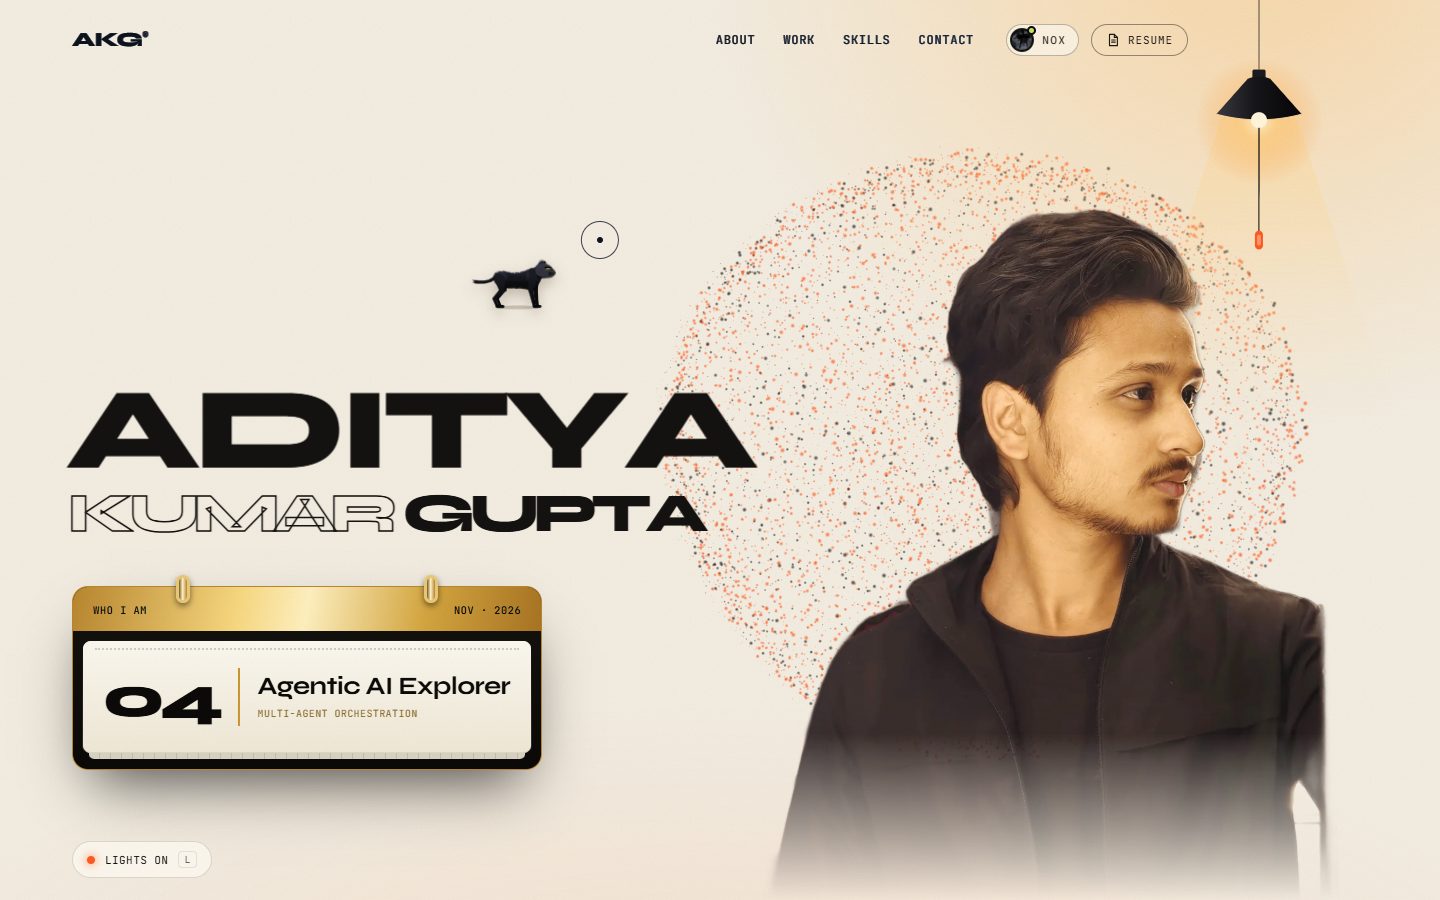 AKG®
ABOUT WORK SKILLS CONTACT NOX RESUME
ADITYA
KUMAR GUPTA
WHO I AM NOV · 2026
04 Agentic AI Explorer
MULTI-AGENT ORCHESTRATION
LIGHTS ON L